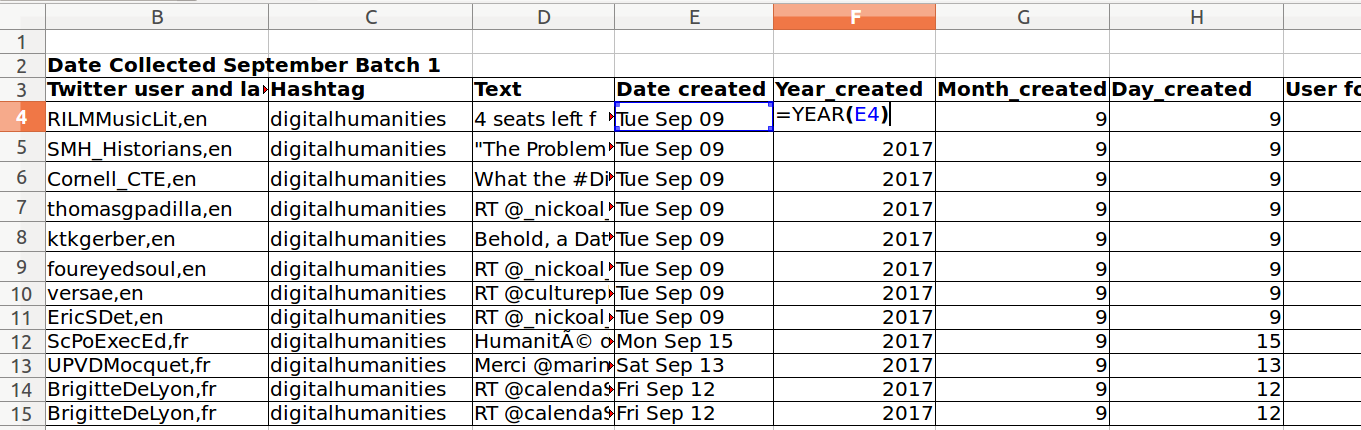 B C D E F G H
1
2 Date Collected September Batch 1
3 Twitter user and la Hashtag Text Date created Year_created Month_created Day_created User fo
4 RILMMusicLit,en digitalhumanities 4 seats left f Tue Sep 09 =YEAR(E4) 9 9
5 SMH_Historians,en digitalhumanities "The Problem Tue Sep 09 2017 9 9
6 Cornell_CTE,en digitalhumanities What the #Di Tue Sep 09 2017 9 9
7 thomasgpadilla,en digitalhumanities RT @_nickoal_ Tue Sep 09 2017 9 9
8 ktkgerber,en digitalhumanities Behold, a Dat Tue Sep 09 2017 9 9
9 foureyedsoul,en digitalhumanities RT @_nickoal_ Tue Sep 09 2017 9 9
10 versae,en digitalhumanities RT @culturep Tue Sep 09 2017 9 9
11 EricSDet,en digitalhumanities RT @_nickoal_ Tue Sep 09 2017 9 9
12 ScPoExecEd,fr digitalhumanities HumanitÃ© o Mon Sep 15 2017 9 15
13 UPVDMocquet,fr digitalhumanities Merci @marin Sat Sep 13 2017 9 13
14 BrigitteDeLyon,fr digitalhumanities RT @calendaS Fri Sep 12 2017 9 12
15 BrigitteDeLyon,fr digitalhumanities RT @calendaS Fri Sep 12 2017 9 12